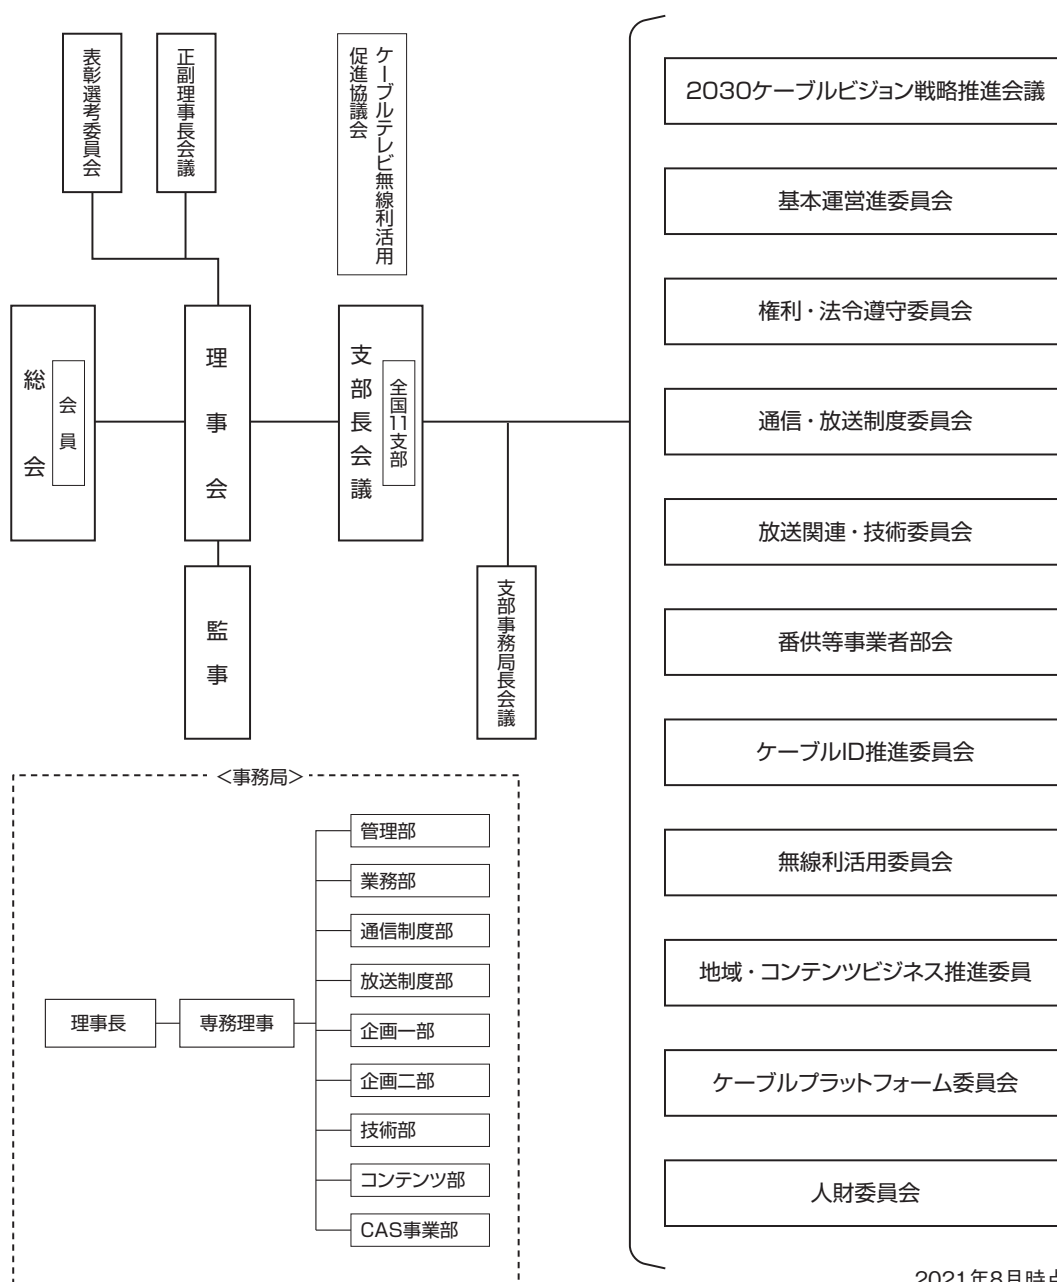 表彰選考委員会
正副理事長会議
ケーブルテレビ無線利活用
促進協議会
総会
会員
理事会
支部長会議
全国11支部
監事
支部事務局長会議
2030ケーブルビジョン戦略推進会議
基本運営進委員会
権利・法令遵守委員会
通信・放送制度委員会
放送関連・技術委員会
番供等事業者部会
ケーブルID推進委員会
無線利活用委員会
地域・コンテンツビジネス推進委員
ケーブルプラットフォーム委員会
人財委員会
<事務局>
理事長
専務理事
管理部
業務部
通信制度部
放送制度部
企画一部
企画二部
技術部
コンテンツ部
CAS事業部
2021年8月時点